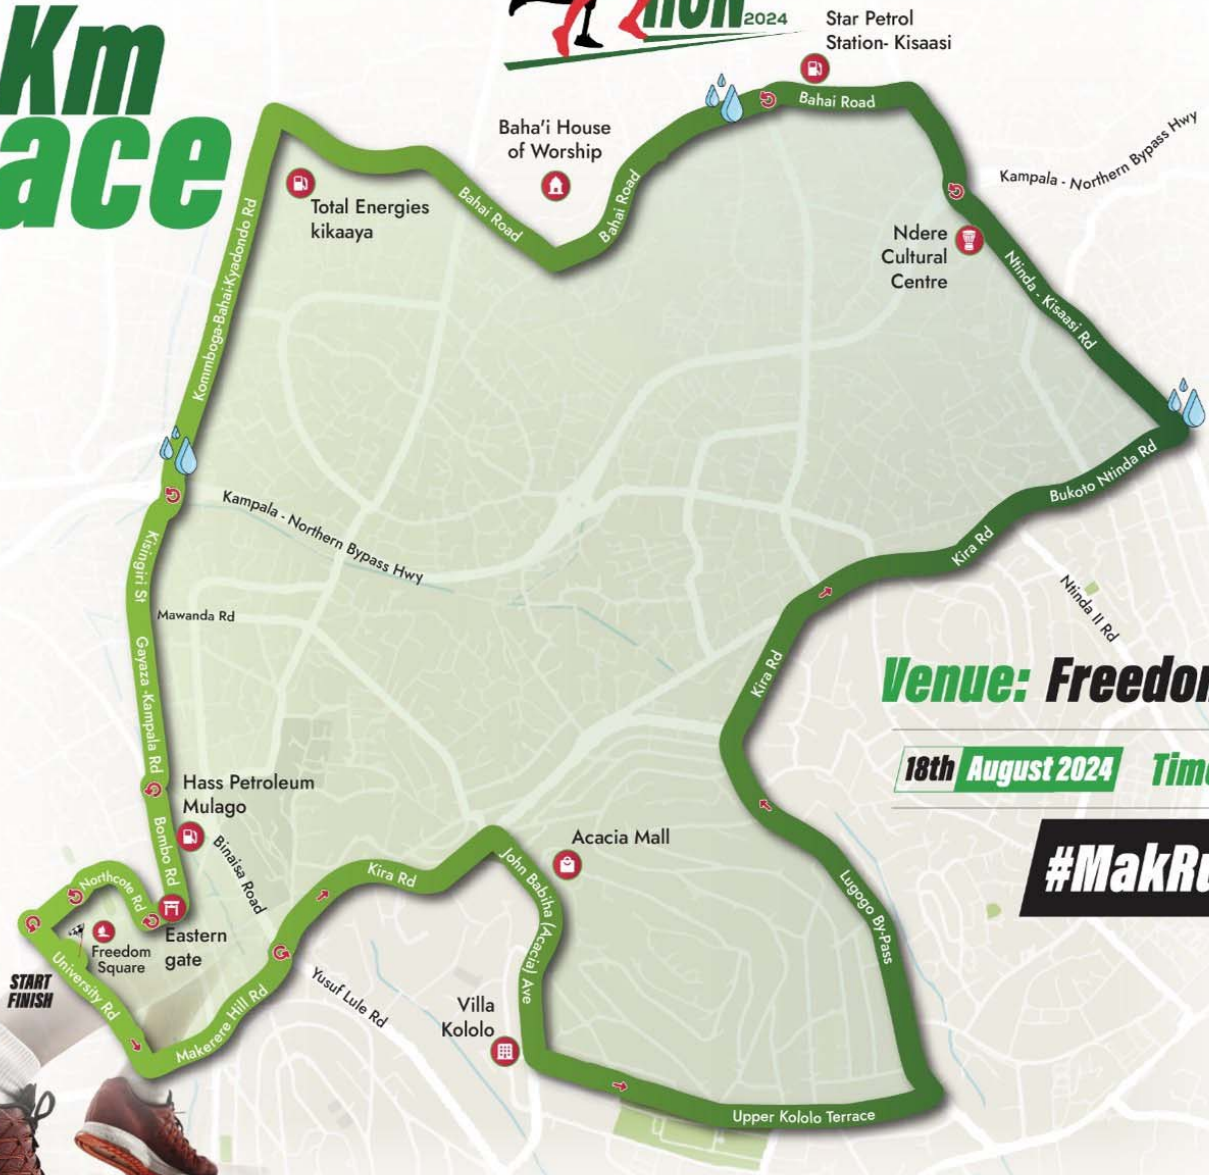 Km
ace
RUN 2024
Star Petrol
Station- Kisaasi
Bahai Road
Kampala - Northern Bypass Hwy
Baha'i House
of Worship
Bahai Road
Bahai Road
Total Energies
kikaaya
Kommboga-Bahai-Kyadondo Rd
Ndere
Cultural
Centre
Ntinda - Kisaasi Rd
Bukoto Ntinda Rd
Kira Rd
Kampala - Northern Bypass Hwy
Kisingiri St
Mawanda Rd
Ntinda II Rd
Gayaza -Kampala Rd
Kira Rd
Venue: Freedom
18th August 2024 Time
#MakRu
Hass Petroleum
Mulago
Bombo Rd
Binaisa Road
Kira Rd
John Babiha (Acacia) Ave
Acacia Mall
Lugogo By-Pass
Northcote Rd
Freedom
Square
Eastern
gate
START
FINISH
University Rd
Makerere Hill Rd
Yusuf Lule Rd
Villa
Kololo
Upper Kololo Terrace